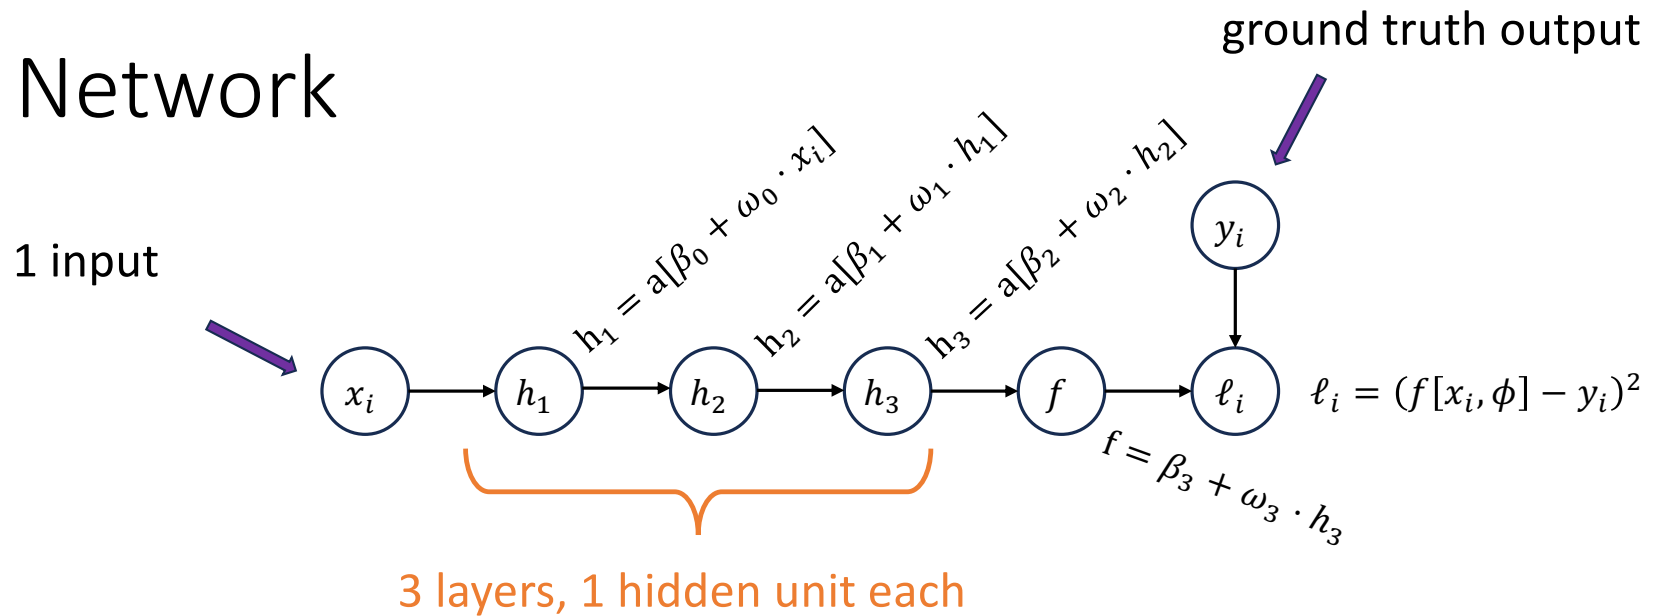 Network
ground truth output
1 input
h₁ = a[β₀ + ω₀ · xᵢ]
h₂ = a[β₁ + ω₁ · h₁]
h₃ = a[β₂ + ω₂ · h₂]
yᵢ
xᵢ
h₁
h₂
h₃
f
ℓᵢ
ℓᵢ = (f[xᵢ, ϕ] − yᵢ)²
f = β₃ + ω₃ · h₃
3 layers, 1 hidden unit each